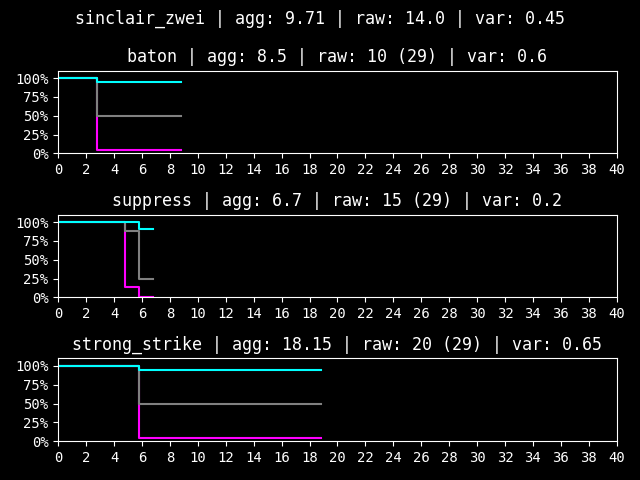 sinclair_zwei | agg: 9.71 | raw: 14.0 | var: 0.45
baton | agg: 8.5 | raw: 10 (29) | var: 0.6
100%
75%
50%
25%
0%
0 2 4 6 8 10 12 14 16 18 20 22 24 26 28 30 32 34 36 38 40
suppress | agg: 6.7 | raw: 15 (29) | var: 0.2
100%
75%
50%
25%
0%
0 2 4 6 8 10 12 14 16 18 20 22 24 26 28 30 32 34 36 38 40
strong_strike | agg: 18.15 | raw: 20 (29) | var: 0.65
100%
75%
50%
25%
0%
0 2 4 6 8 10 12 14 16 18 20 22 24 26 28 30 32 34 36 38 40